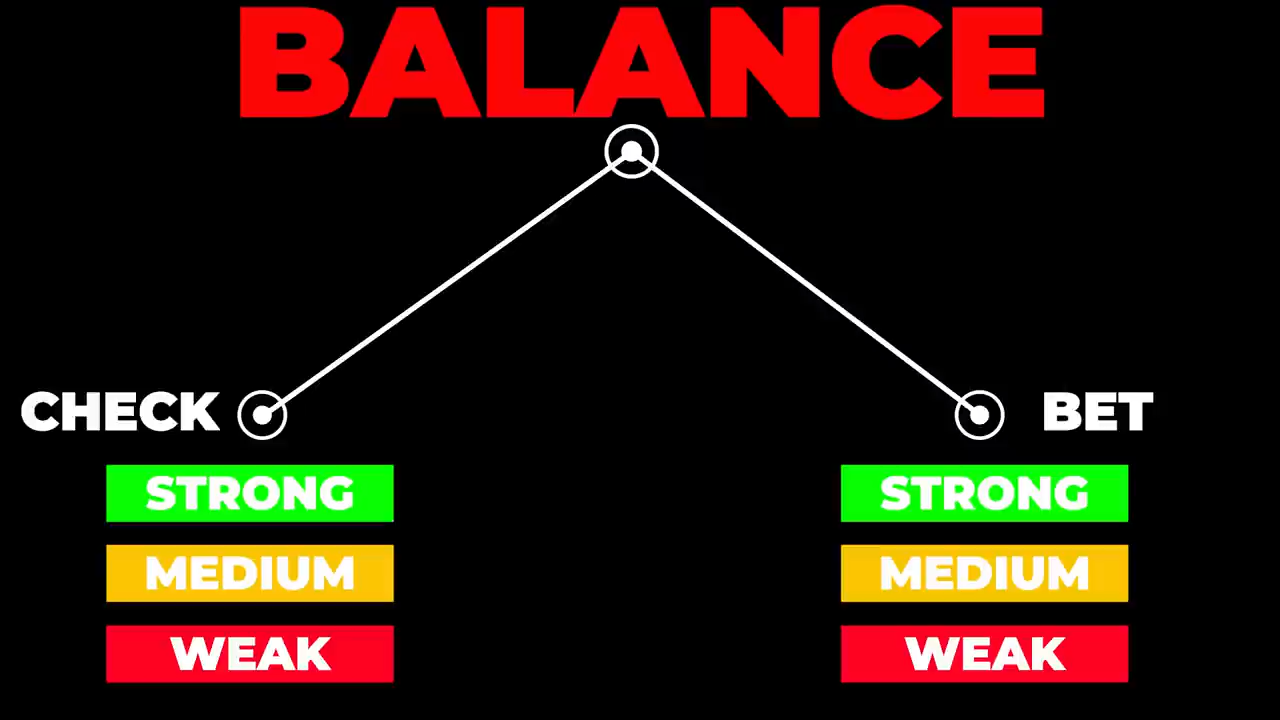 BALANCE
CHECK
BET
STRONG
STRONG
MEDIUM
MEDIUM
WEAK
WEAK